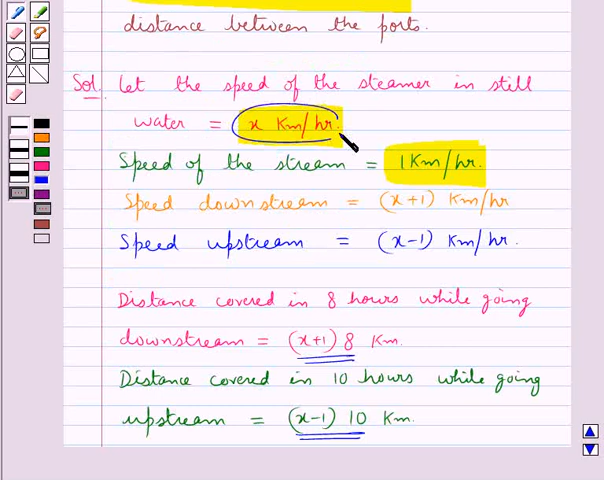 distance between the ports.
Sol. Let the speed of the steamer in still
water = x Km/hr.
Speed of the stream = 1Km/hr.
Speed downstream = (x+1) Km/hr
Speed upstream = (x-1) Km/hr.
Distance covered in 8 hours while going
downstream = (x+1) 8 Km.
Distance covered in 10 hours while going
upstream = (x-1) 10 Km.